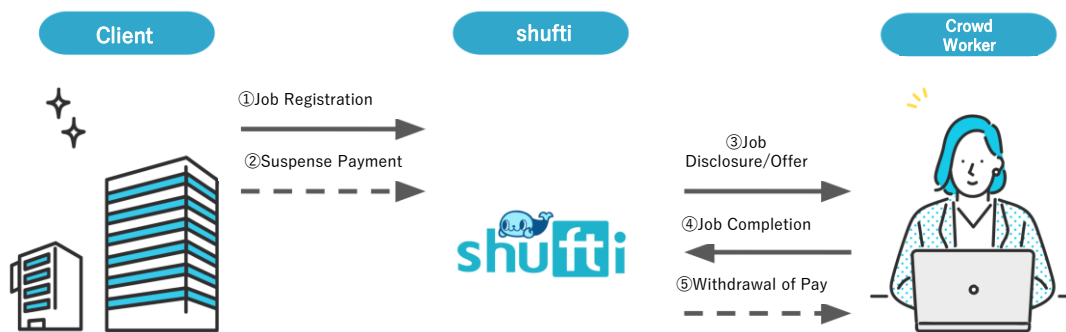 Client
shufti
Crowd
Worker
①Job Registration
②Suspense Payment
③Job
Disclosure/Offer
④Job Completion
⑤Withdrawal of Pay
shufti